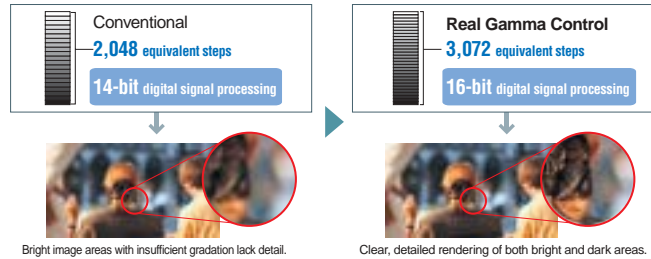 Conventional
2,048 equivalent steps
14-bit digital signal processing
Bright image areas with insufficient gradation lack detail.
Real Gamma Control
3,072 equivalent steps
16-bit digital signal processing
Clear, detailed rendering of both bright and dark areas.